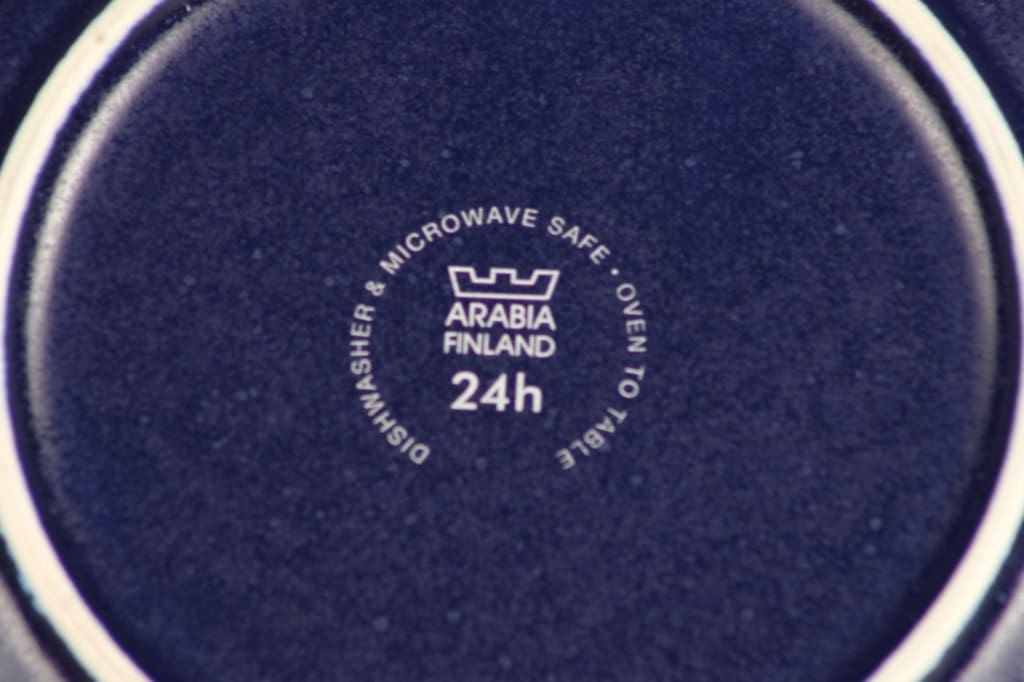 DISHWASHER & MICROWAVE SAFE · OVEN TO TABLE
ARABIA
FINLAND
24h